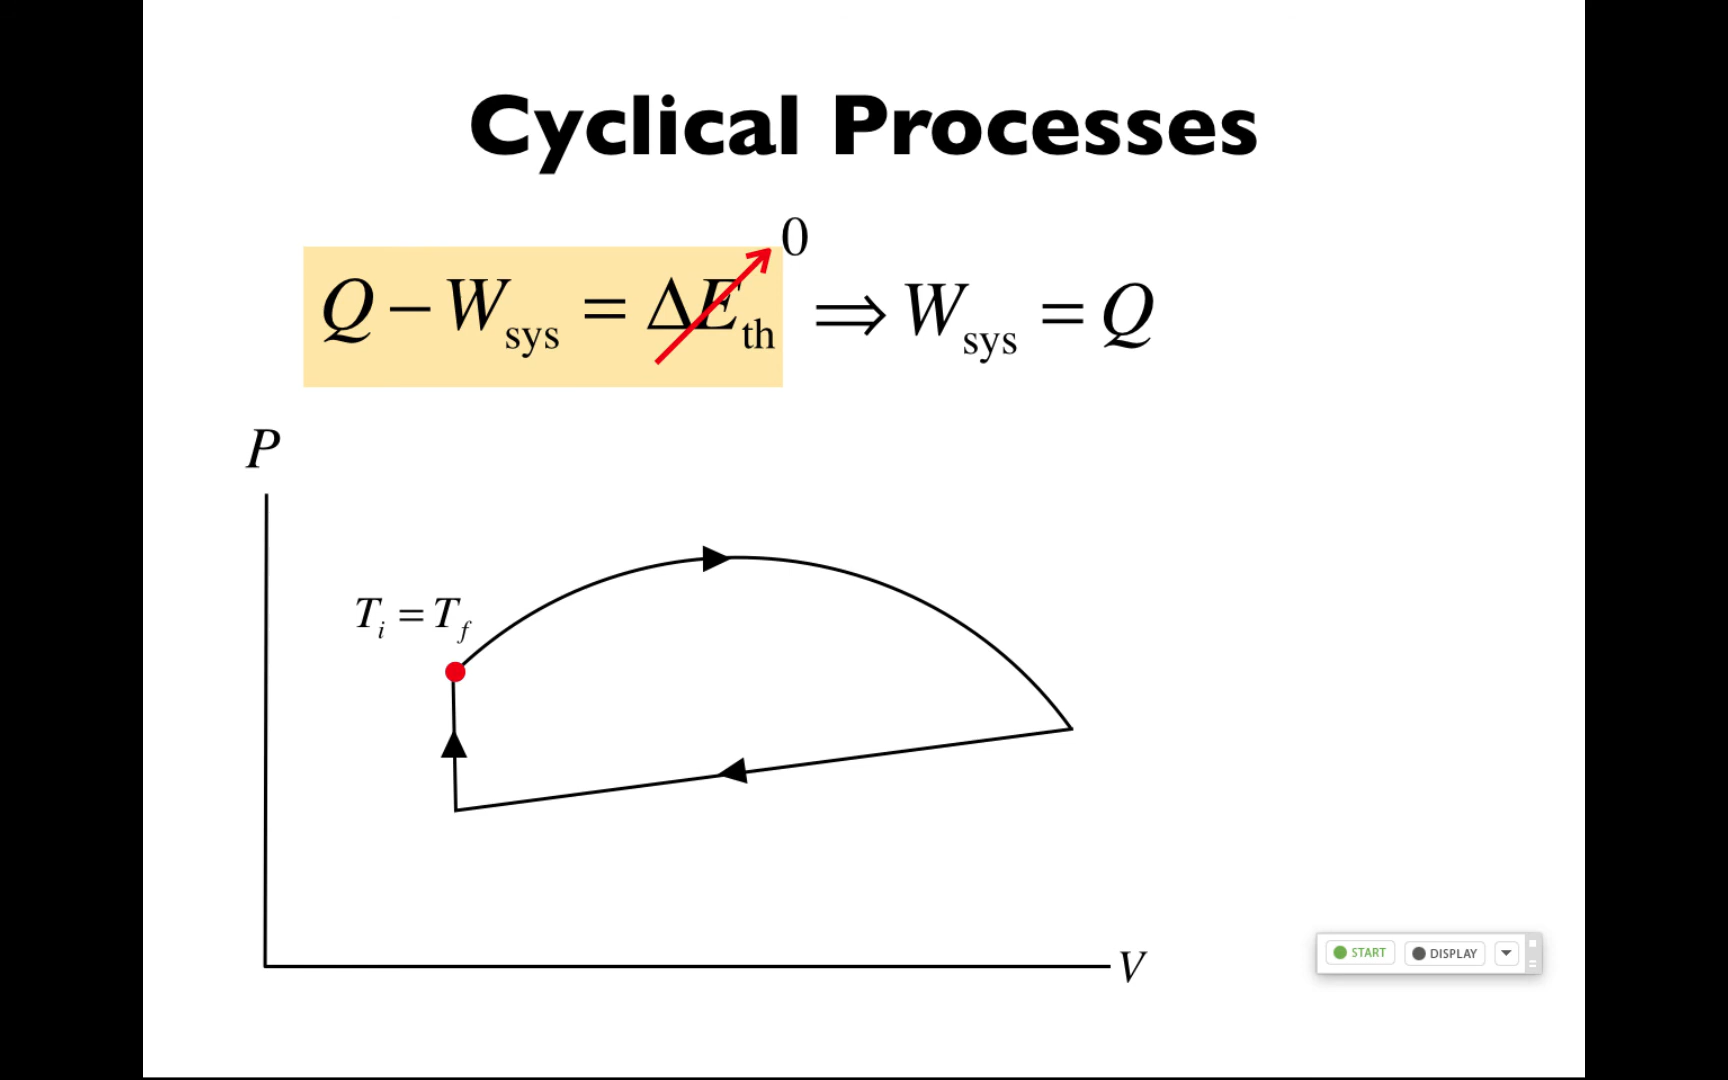 Cyclical Processes
0
Q − W_sys = ΔE_th ⇒ W_sys = Q
P
T_i = T_f
V
START DISPLAY